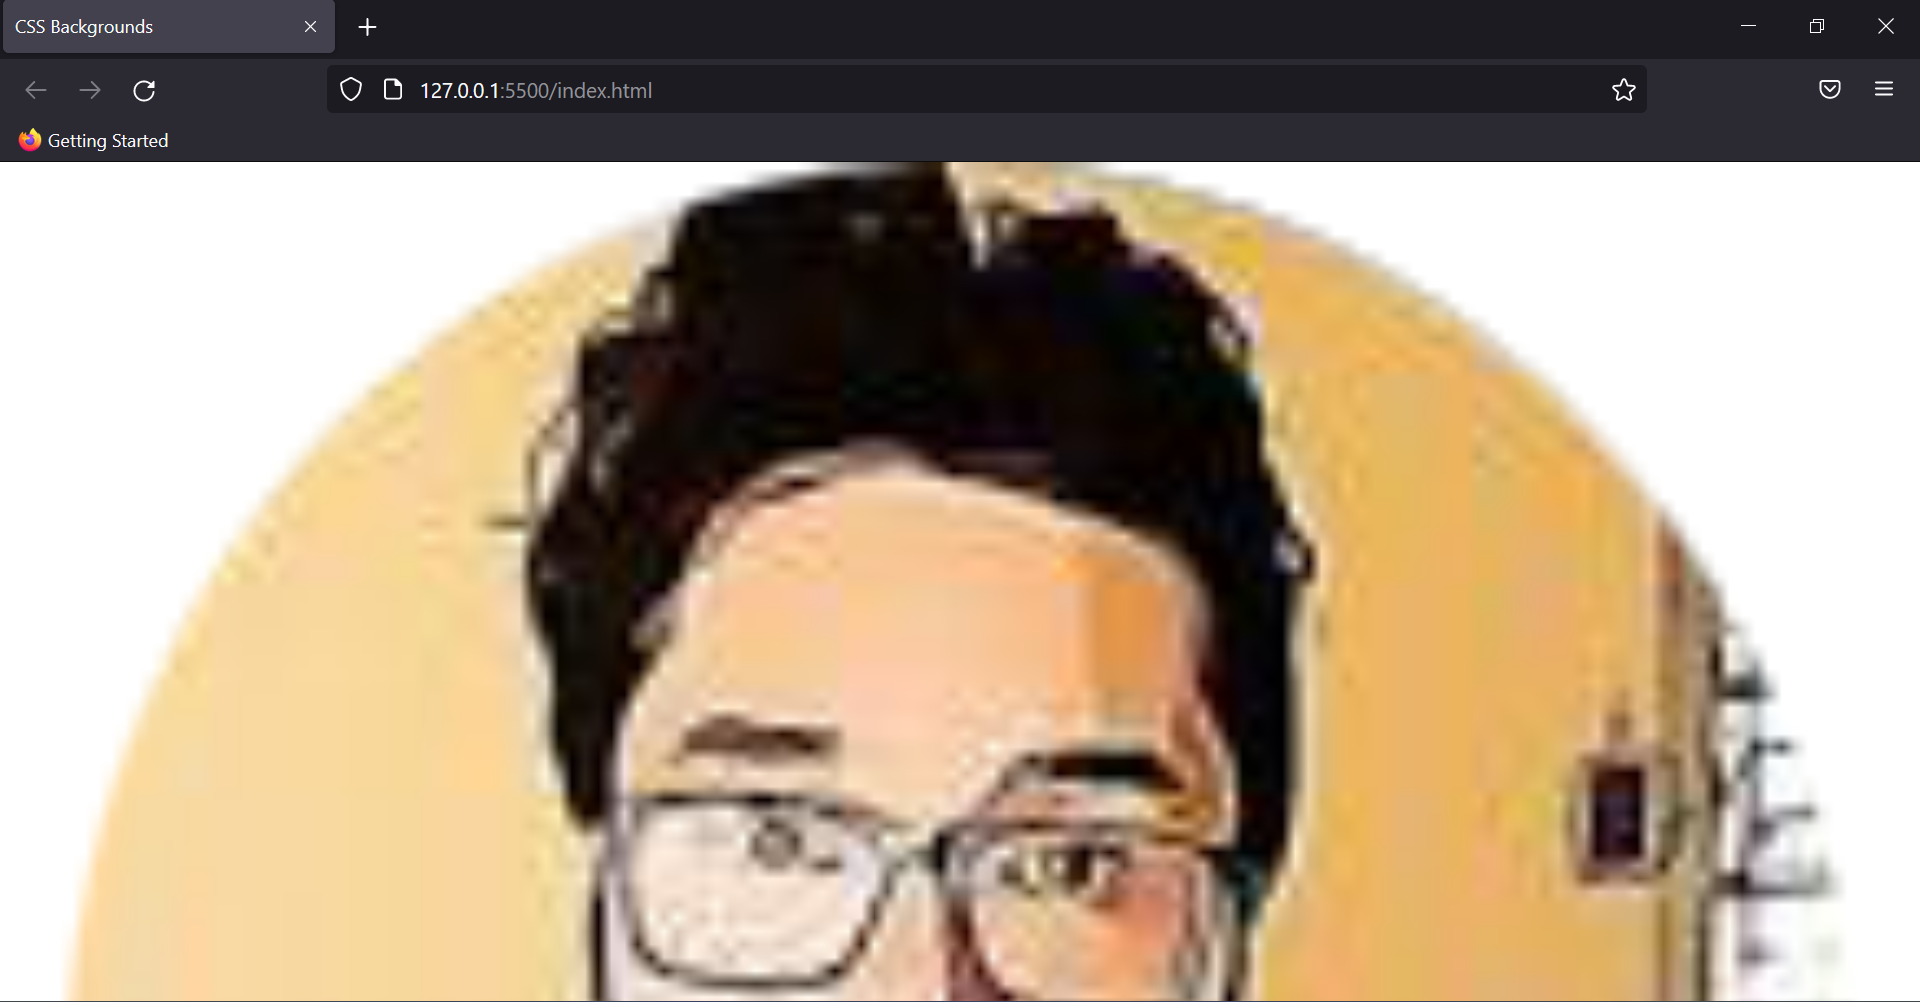 CSS Backgrounds
127.0.0.1:5500/index.html
Getting Started